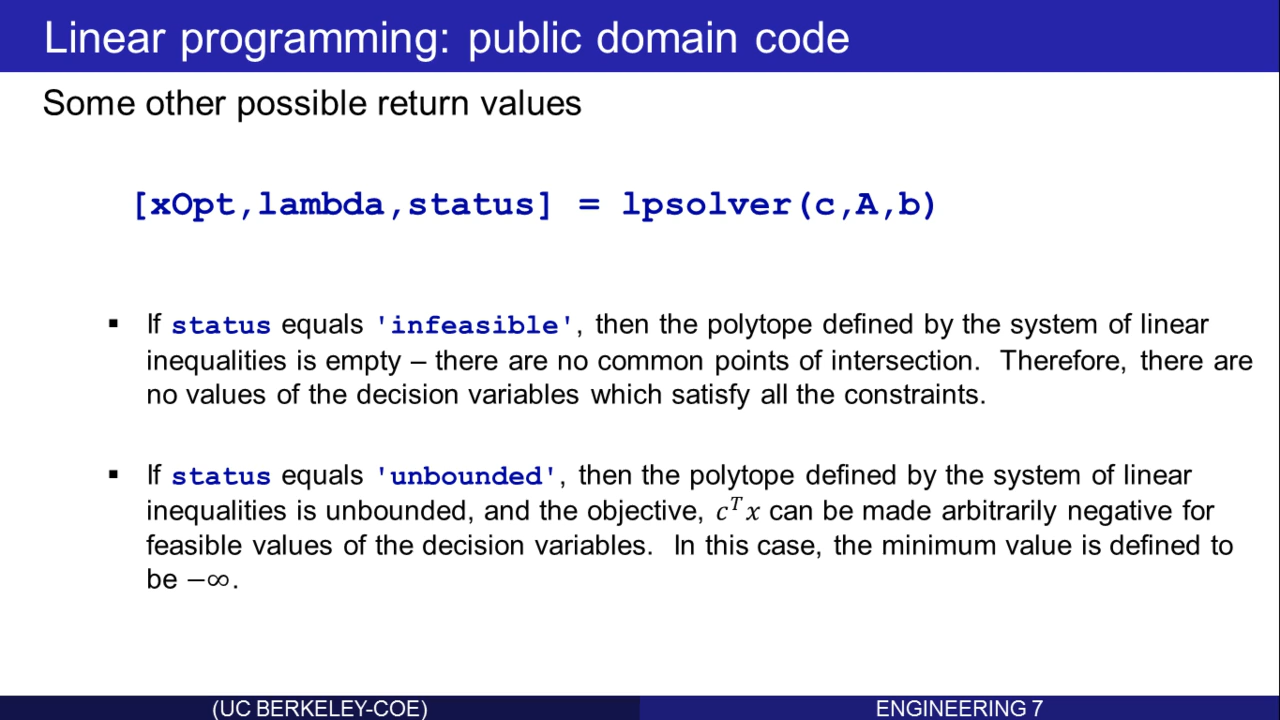 Linear programming: public domain code
Some other possible return values
[xOpt,lambda,status] = lpsolver(c,A,b)
▪ If status equals 'infeasible', then the polytope defined by the system of linear
inequalities is empty – there are no common points of intersection. Therefore, there are
no values of the decision variables which satisfy all the constraints.
▪ If status equals 'unbounded', then the polytope defined by the system of linear
inequalities is unbounded, and the objective, $c^T x$ can be made arbitrarily negative for
feasible values of the decision variables. In this case, the minimum value is defined to
be −∞.
(UC BERKELEY-COE)
ENGINEERING 7